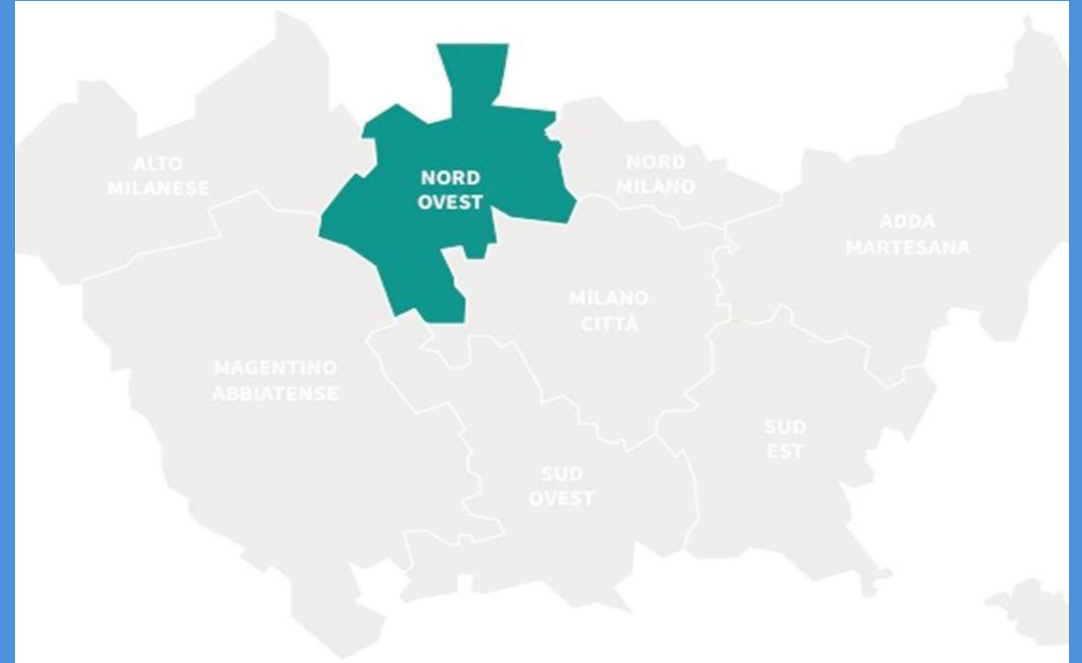 ALTO
MILANESE
NORD
OVEST
NORD
MILANO
ADDA
MARTESANA
MILANO
CITTÀ
MAGENTINO
ABBIATENSE
SUD
EST
SUD
OVEST